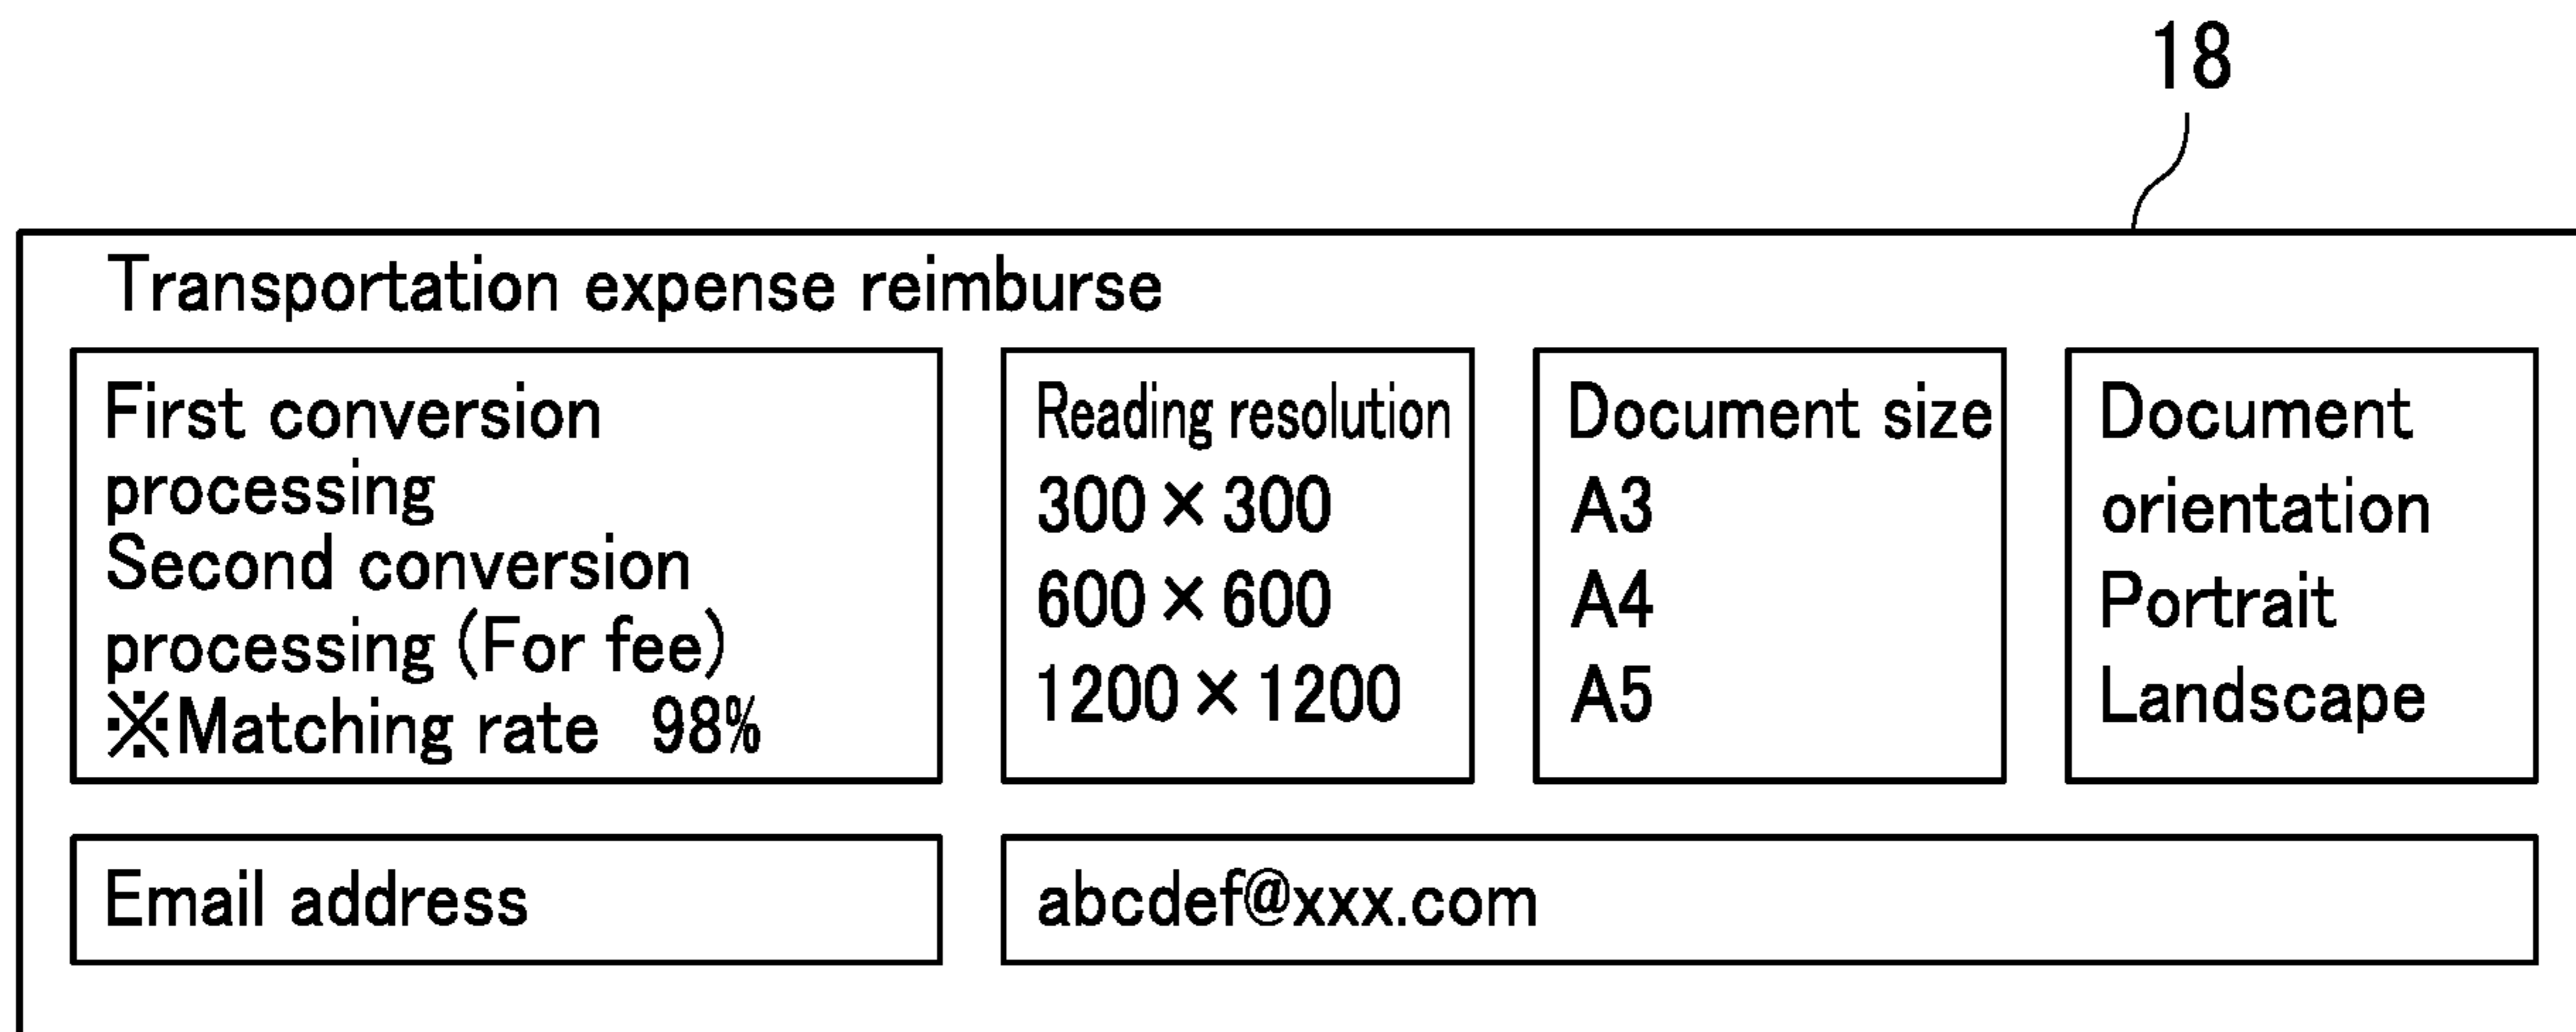 18
Transportation expense reimburse
First conversion
processing
Second conversion
processing (For fee)
※Matching rate 98%
Reading resolution
300×300
600×600
1200×1200
Document size
A3
A4
A5
Document
orientation
Portrait
Landscape
Email address
abcdef@xxx.com